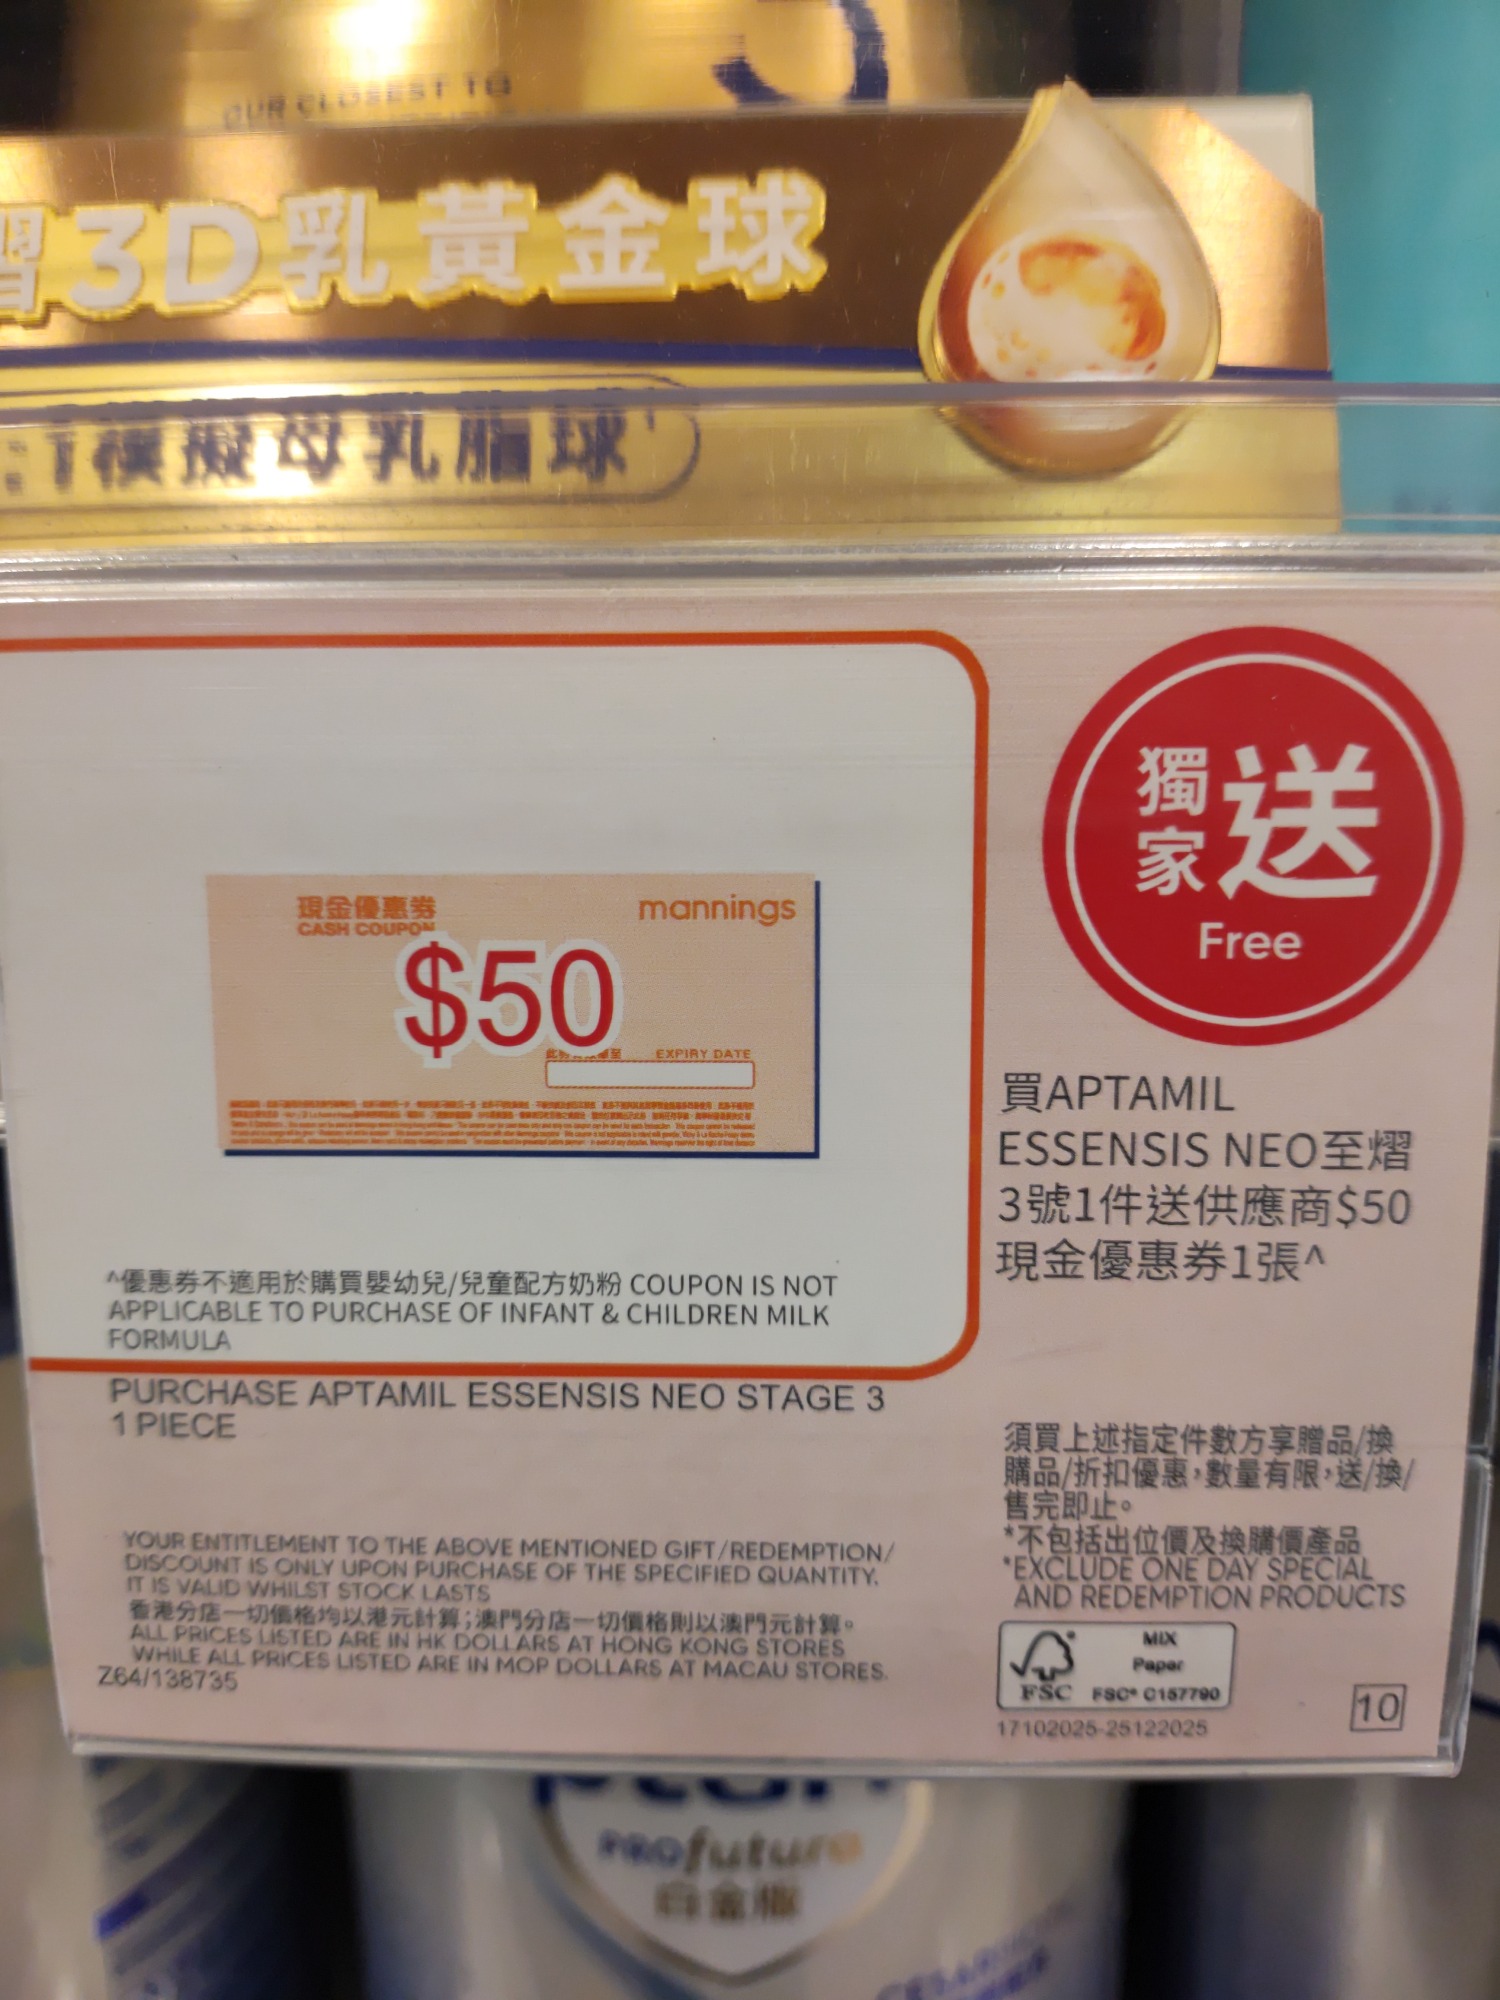 OUR CLOSEST TO
3D乳黃金球
模擬母乳脂球
獨家送
Free
現金優惠券
CASH COUPON
mannings
$50
EXPIRY DATE
買APTAMIL
ESSENSIS NEO至熠
3號1件送供應商$50
現金優惠券1張^
^優惠券不適用於購買嬰幼兒/兒童配方奶粉 COUPON IS NOT
APPLICABLE TO PURCHASE OF INFANT & CHILDREN MILK
FORMULA
PURCHASE APTAMIL ESSENSIS NEO STAGE 3
1 PIECE
須買上述指定件數方享贈品/換
購品/折扣優惠,數量有限,送/換/
售完即止。
*不包括出位價及換購價產品
*EXCLUDE ONE DAY SPECIAL
AND REDEMPTION PRODUCTS
YOUR ENTITLEMENT TO THE ABOVE MENTIONED GIFT/REDEMPTION/
DISCOUNT IS ONLY UPON PURCHASE OF THE SPECIFIED QUANTITY.
IT IS VALID WHILST STOCK LASTS
香港分店一切價格均以港元計算;澳門分店一切價格則以澳門元計算。
ALL PRICES LISTED ARE IN HK DOLLARS AT HONG KONG STORES
WHILE ALL PRICES LISTED ARE IN MOP DOLLARS AT MACAU STORES.
Z64/138735
FSC
MIX
Paper
FSC® C157790
17102025-25122025
10
PROfutura
白金版